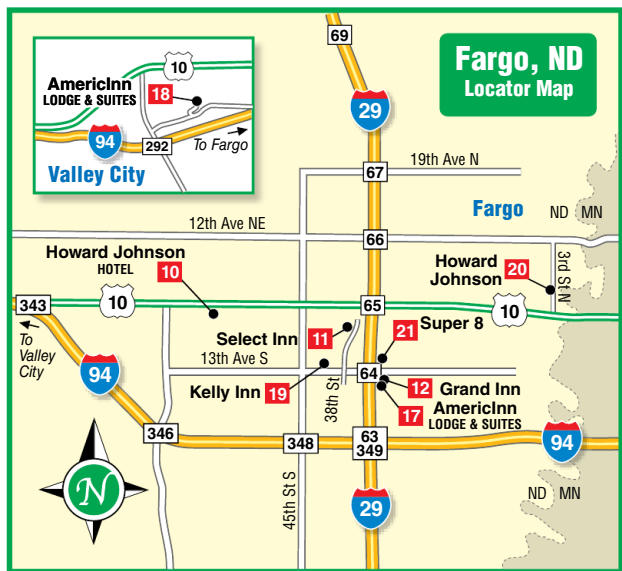 Fargo, ND
Locator Map
69
29
10
AmericInn
LODGE & SUITES
18
94
292
To Fargo
Valley City
67
19th Ave N
Fargo
ND
MN
12th Ave NE
66
Howard Johnson
HOTEL
10
Howard
Johnson
20
3rd St N
343
10
65
10
To
Valley
City
Select Inn
11
21
Super 8
13th Ave S
64
94
Kelly Inn
19
38th St
12
Grand Inn
17
AmericInn
LODGE & SUITES
346
348
63
349
94
N
45th St S
29
ND
MN